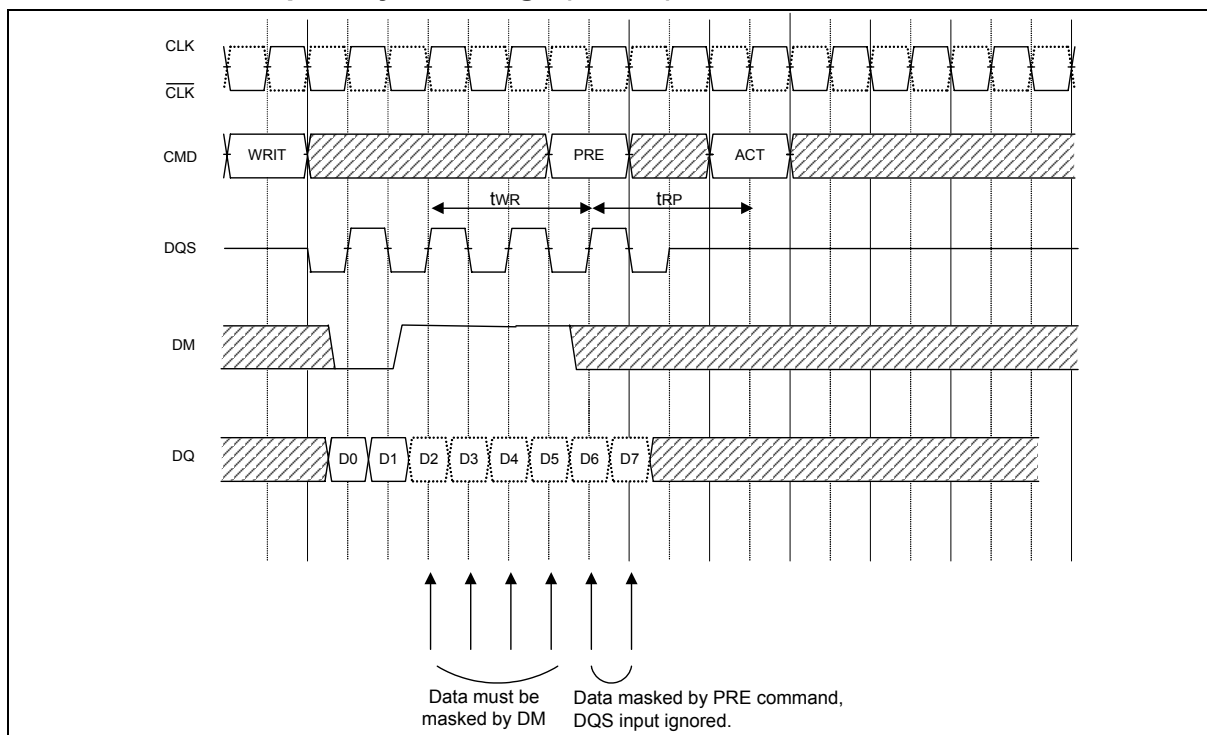 CLK
CLK
CMD WRIT PRE ACT
tWR tRP
DQS
DM
DQ D0 D1 D2 D3 D4 D5 D6 D7
Data must be
masked by DM
Data masked by PRE command,
DQS input ignored.